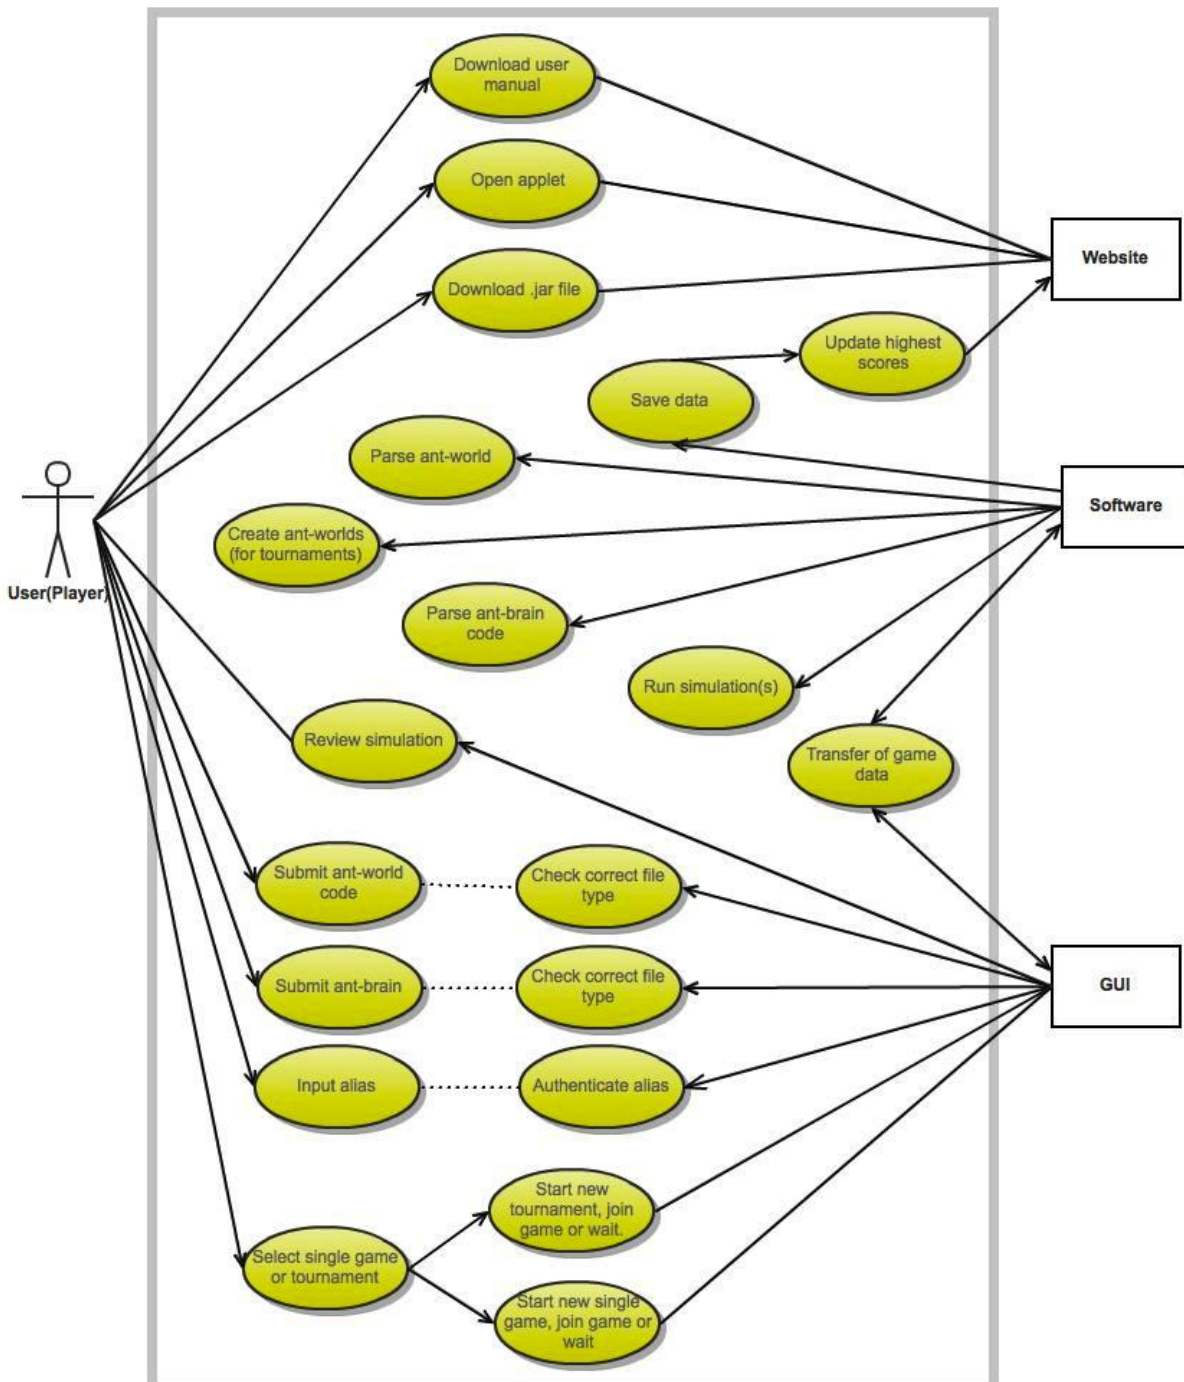 Download user
manual
Open applet
Website
Download .jar file
Update highest
scores
Save data
Parse ant-world
Software
Create ant-worlds
(for tournaments)
User(Player)
Parse ant-brain
code
Run simulation(s)
Review simulation
Transfer of game
data
Submit ant-world
code
Check correct file
type
Submit ant-brain
Check correct file
type
GUI
Input alias
Authenticate alias
Start new
tournament, join
game or wait.
Select single game
or tournament
Start new single
game, join game or
wait